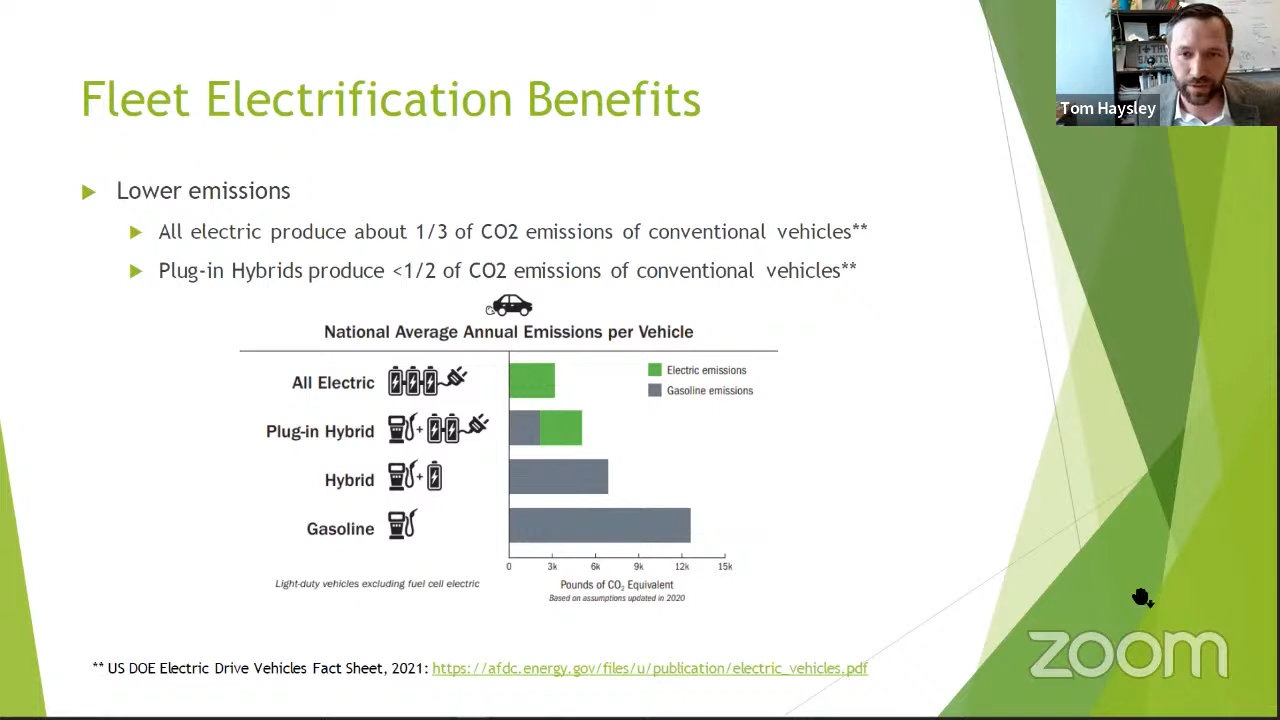 Fleet Electrification Benefits
Lower emissions
All electric produce about 1/3 of CO2 emissions of conventional vehicles**
Plug-in Hybrids produce <1/2 of CO2 emissions of conventional vehicles**
National Average Annual Emissions per Vehicle
All Electric
Plug-in Hybrid
Hybrid
Gasoline
Electric emissions
Gasoline emissions
0 3k 6k 9k 12k 15k
Pounds of CO₂ Equivalent
Based on assumptions updated in 2020
Light-duty vehicles excluding fuel cell electric
** US DOE Electric Drive Vehicles Fact Sheet, 2021: https://afdc.energy.gov/files/u/publication/electric_vehicles.pdf
Tom Haysley
zoom